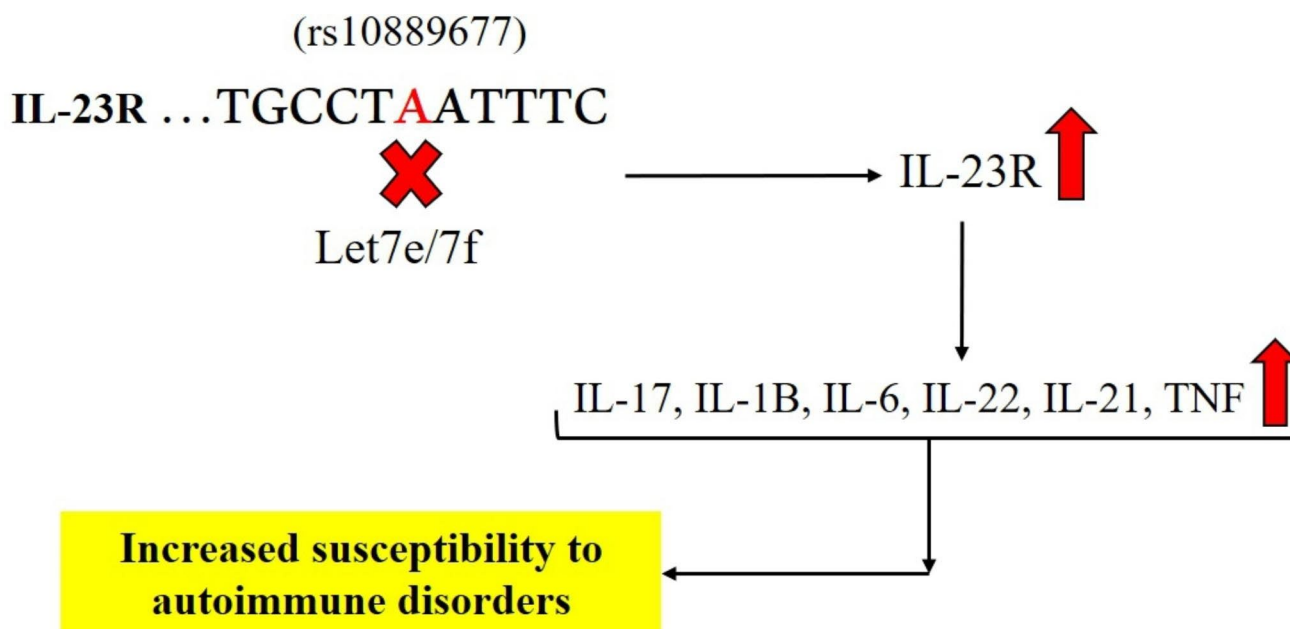 (rs10889677)
IL-23R ...TGCCTAATTTC
Let7e/7f
IL-23R
IL-17, IL-1B, IL-6, IL-22, IL-21, TNF
Increased susceptibility to
autoimmune disorders